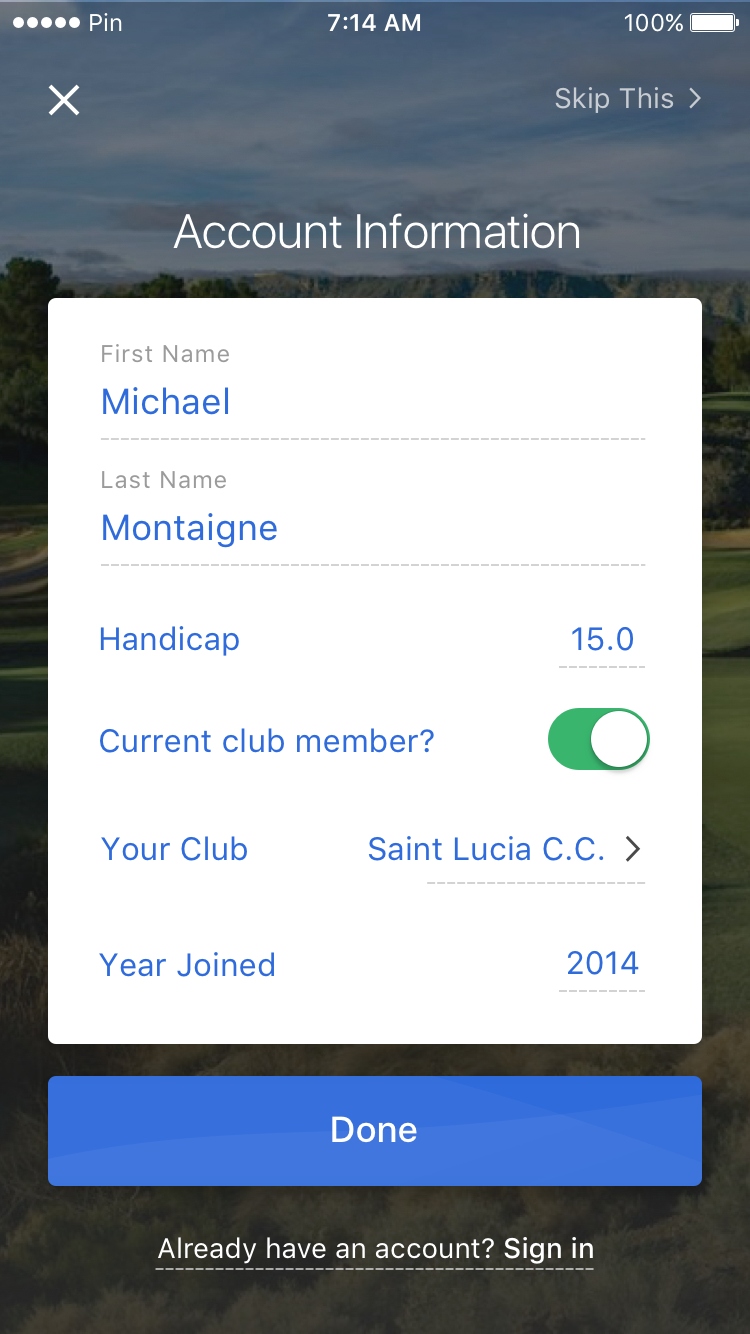 Pin 7:14 AM 100%
Skip This
Account Information
First Name
Michael
Last Name
Montaigne
Handicap 15.0
Current club member?
Your Club Saint Lucia C.C.
Year Joined 2014
Done
Already have an account? Sign in